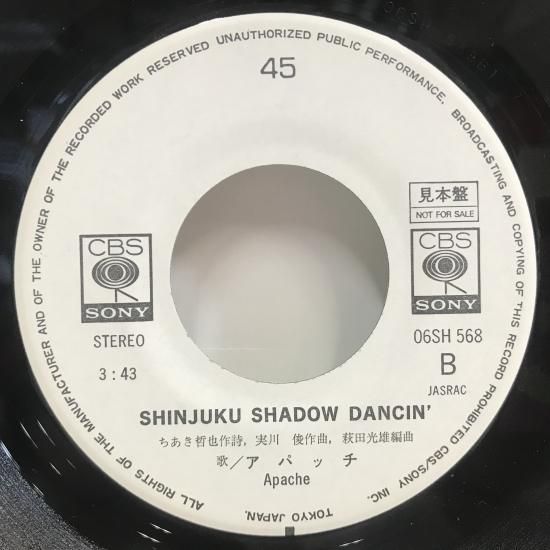 ALL RIGHTS OF THE MANUFACTURER AND OF THE OWNER OF THE RECORDED WORK RESERVED UNAUTHORIZED PUBLIC PERFORMANCE. BROADCASTING AND COPYING OF THIS RECORD PROHIBITED CBS/SONY INC.
TOKYO JAPAN.
45
見本盤
NOT FOR SALE
CBS
SONY
CBS
SONY
STEREO
06SH 568
3:43
B
JASRAC
SHINJUKU SHADOW DANCIN'
ちあき哲也作詩, 実川 俊作曲, 萩田光雄編曲
歌/アパッチ
Apache